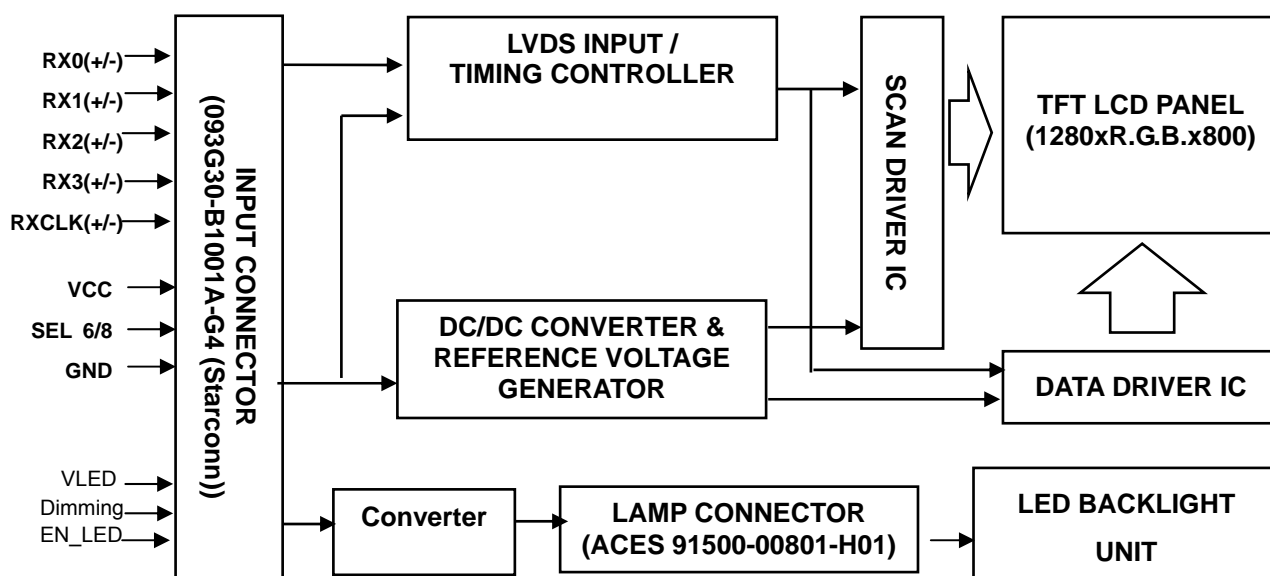 RX0(+/-)
RX1(+/-)
RX2(+/-)
RX3(+/-)
RXCLK(+/-)
VCC
SEL 6/8
GND
VLED
Dimming
EN_LED
INPUT CONNECTOR
(093G30-B1001A-G4 (Starconn))
LVDS INPUT /
TIMING CONTROLLER
DC/DC CONVERTER &
REFERENCE VOLTAGE
GENERATOR
Converter
LAMP CONNECTOR
(ACES 91500-00801-H01)
SCAN DRIVER IC
TFT LCD PANEL
(1280xR.G.B.x800)
DATA DRIVER IC
LED BACKLIGHT
UNIT